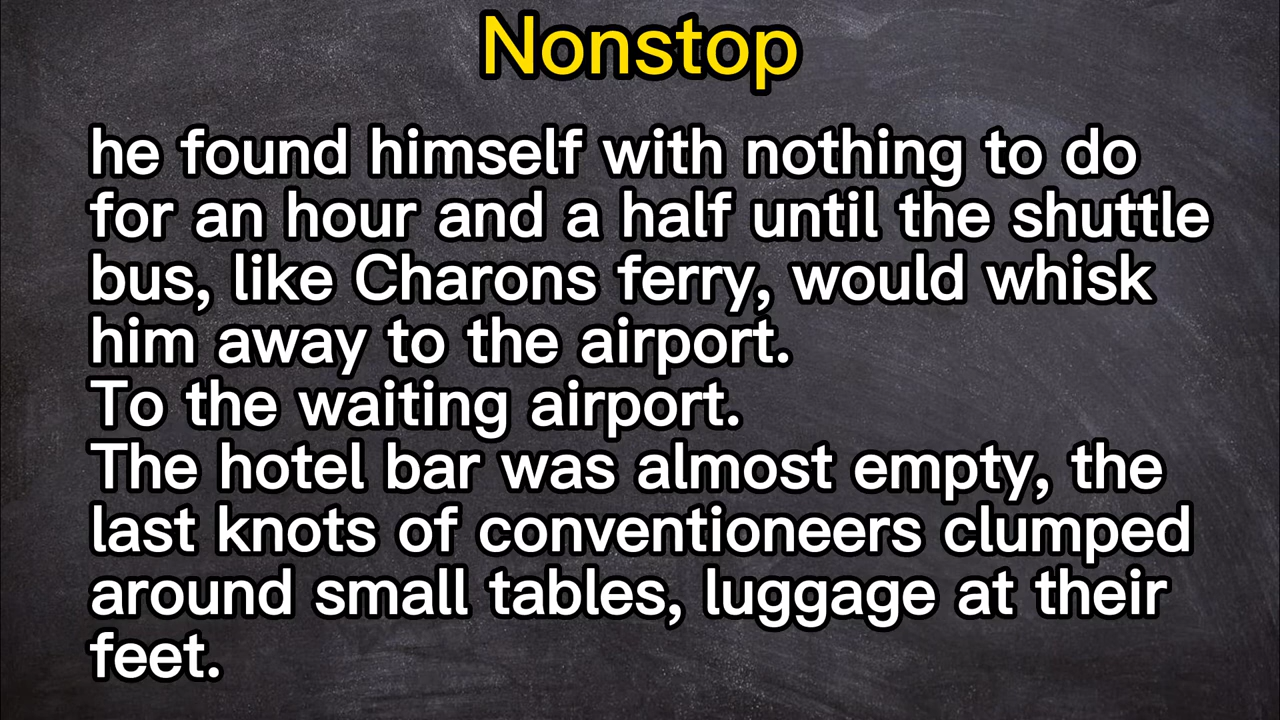 Nonstop
he found himself with nothing to do
for an hour and a half until the shuttle
bus, like Charons ferry, would whisk
him away to the airport.
To the waiting airport.
The hotel bar was almost empty, the
last knots of conventioneers clumped
around small tables, luggage at their
feet.